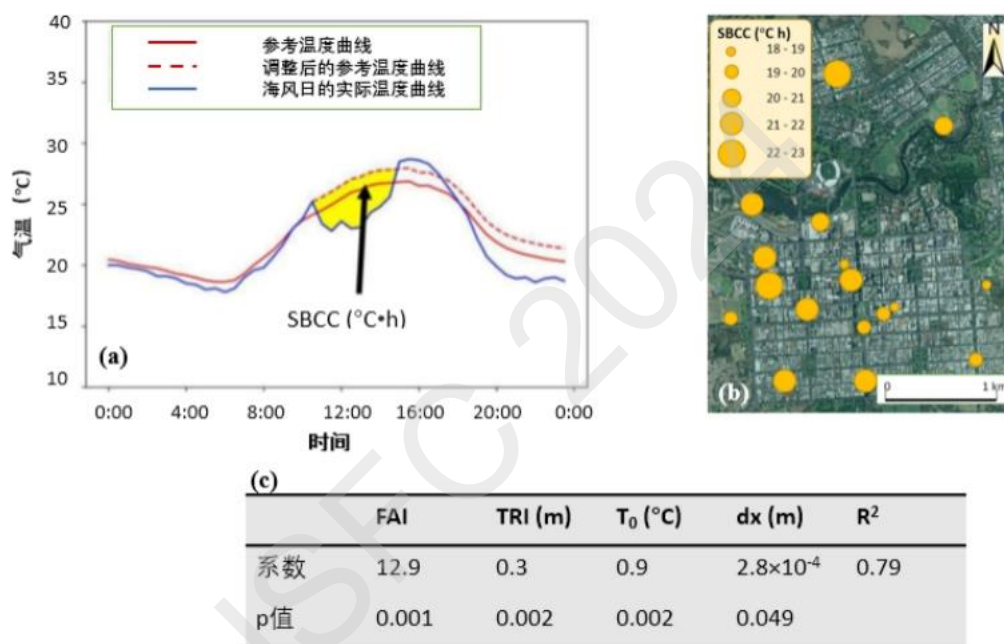 40
35
30
25
20
15
10
气温 (℃)
参考温度曲线
调整后的参考温度曲线
海风日的实际温度曲线
SBCC (°C•h)
(a)
0:00 4:00 8:00 12:00 16:00 20:00 0:00
时间
SBCC (°C h)
18 - 19
19 - 20
20 - 21
21 - 22
22 - 23
N
(b)
0 1 km
(c)
FAI TRI (m) T₀ (°C) dx (m) R²
系数 12.9 0.3 0.9 2.8×10⁻⁴ 0.79
p值 0.001 0.002 0.002 0.049